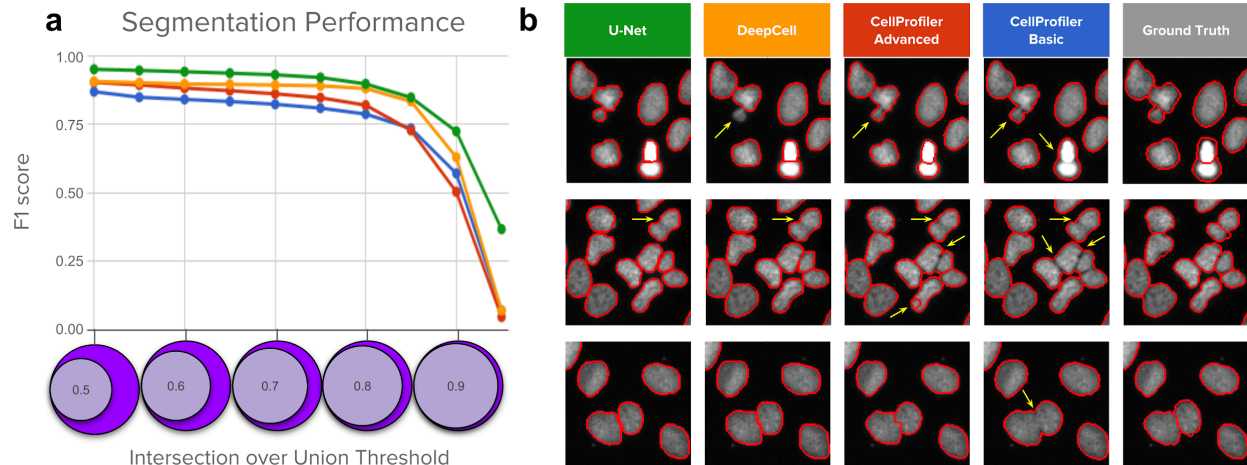 a
Segmentation Performance
1.00
0.75
0.50
0.25
0.00
F1 score
0.5
0.6
0.7
0.8
0.9
Intersection over Union Threshold
b
U-Net
DeepCell
CellProfiler
Advanced
CellProfiler
Basic
Ground Truth